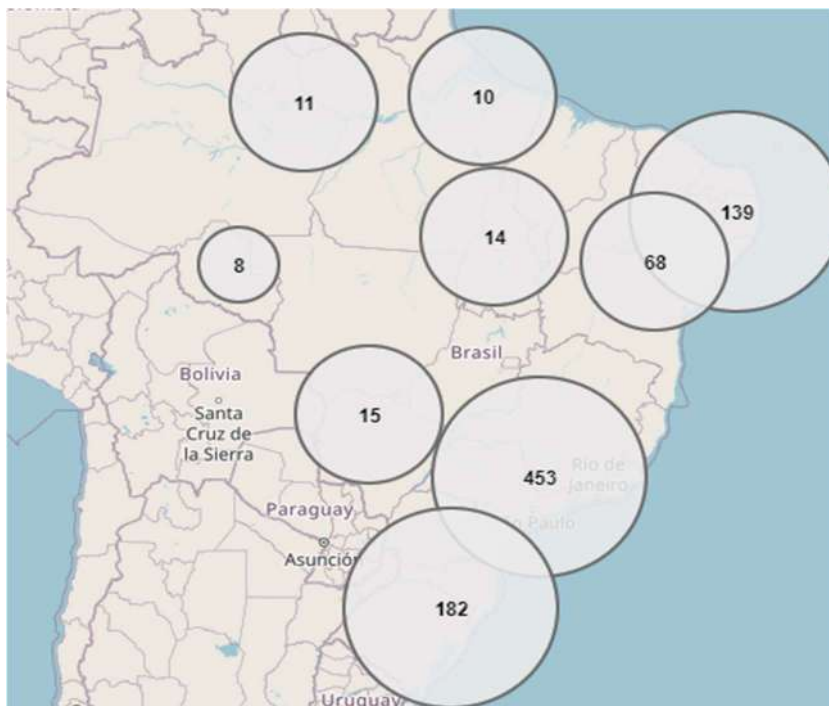 11
10
139
14
68
8
Brasil
Bolivia
15
Santa
Cruz de
la Sierra
453
Rio de
Janeiro
Paulo
Paraguay
Asunción
182
Uruguay